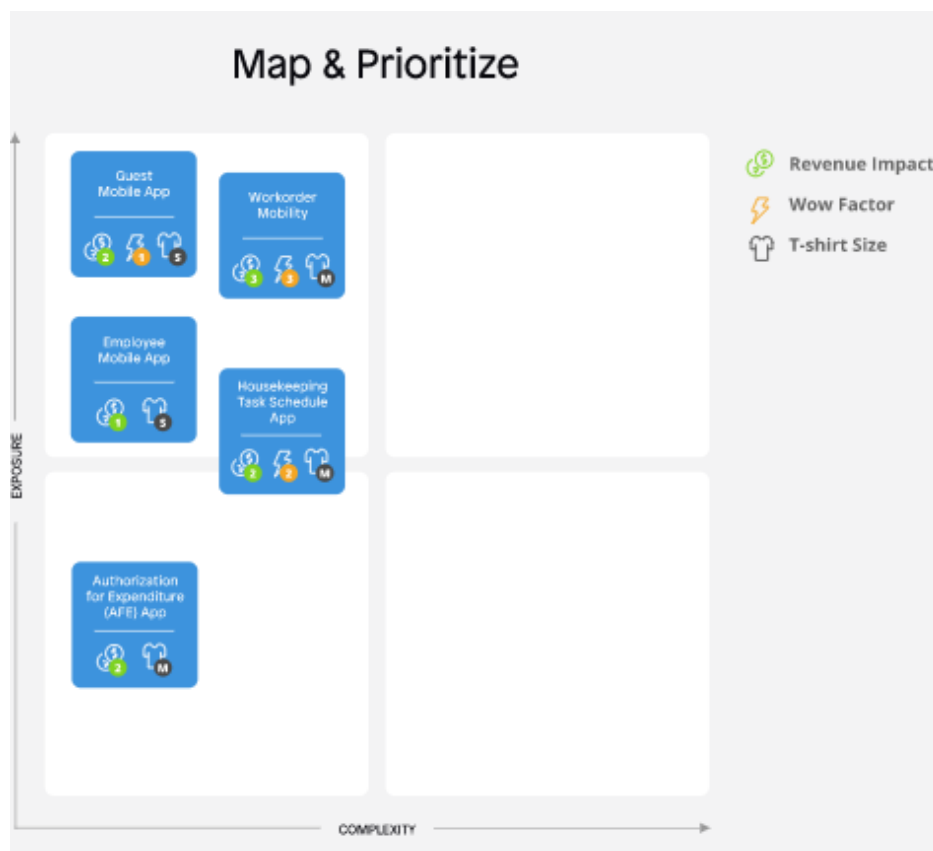 Map & Prioritize
Guest
Mobile App
2
1
S
Workorder
Mobility
3
3
M
Employee
Mobile App
1
S
Housekeeping
Task Schedule
App
2
2
M
Authorization
for Expenditure
(AFE) App
2
M
Revenue Impact
Wow Factor
T-shirt Size
EXPOSURE
COMPLEXITY